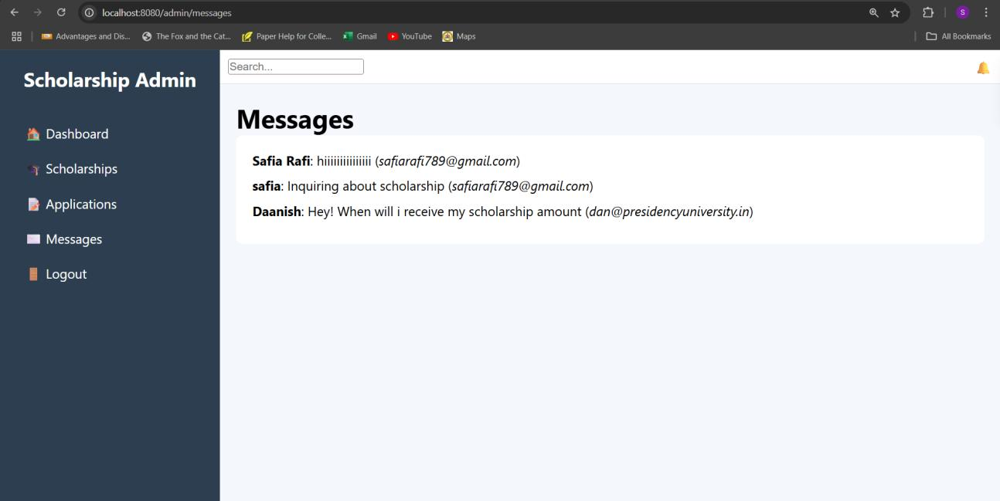 localhost:8080/admin/messages
S
Advantages and Dis... The Fox and the Cat... Paper Help for Colle... Gmail YouTube Maps All Bookmarks
Scholarship Admin
Dashboard
Scholarships
Applications
Messages
Logout
Search...
Messages
Safia Rafi: hiiiiiiiiiiiiiii (safiarafi789@gmail.com)
safia: Inquiring about scholarship (safiarafi789@gmail.com)
Daanish: Hey! When will i receive my scholarship amount (dan@presidencyuniversity.in)